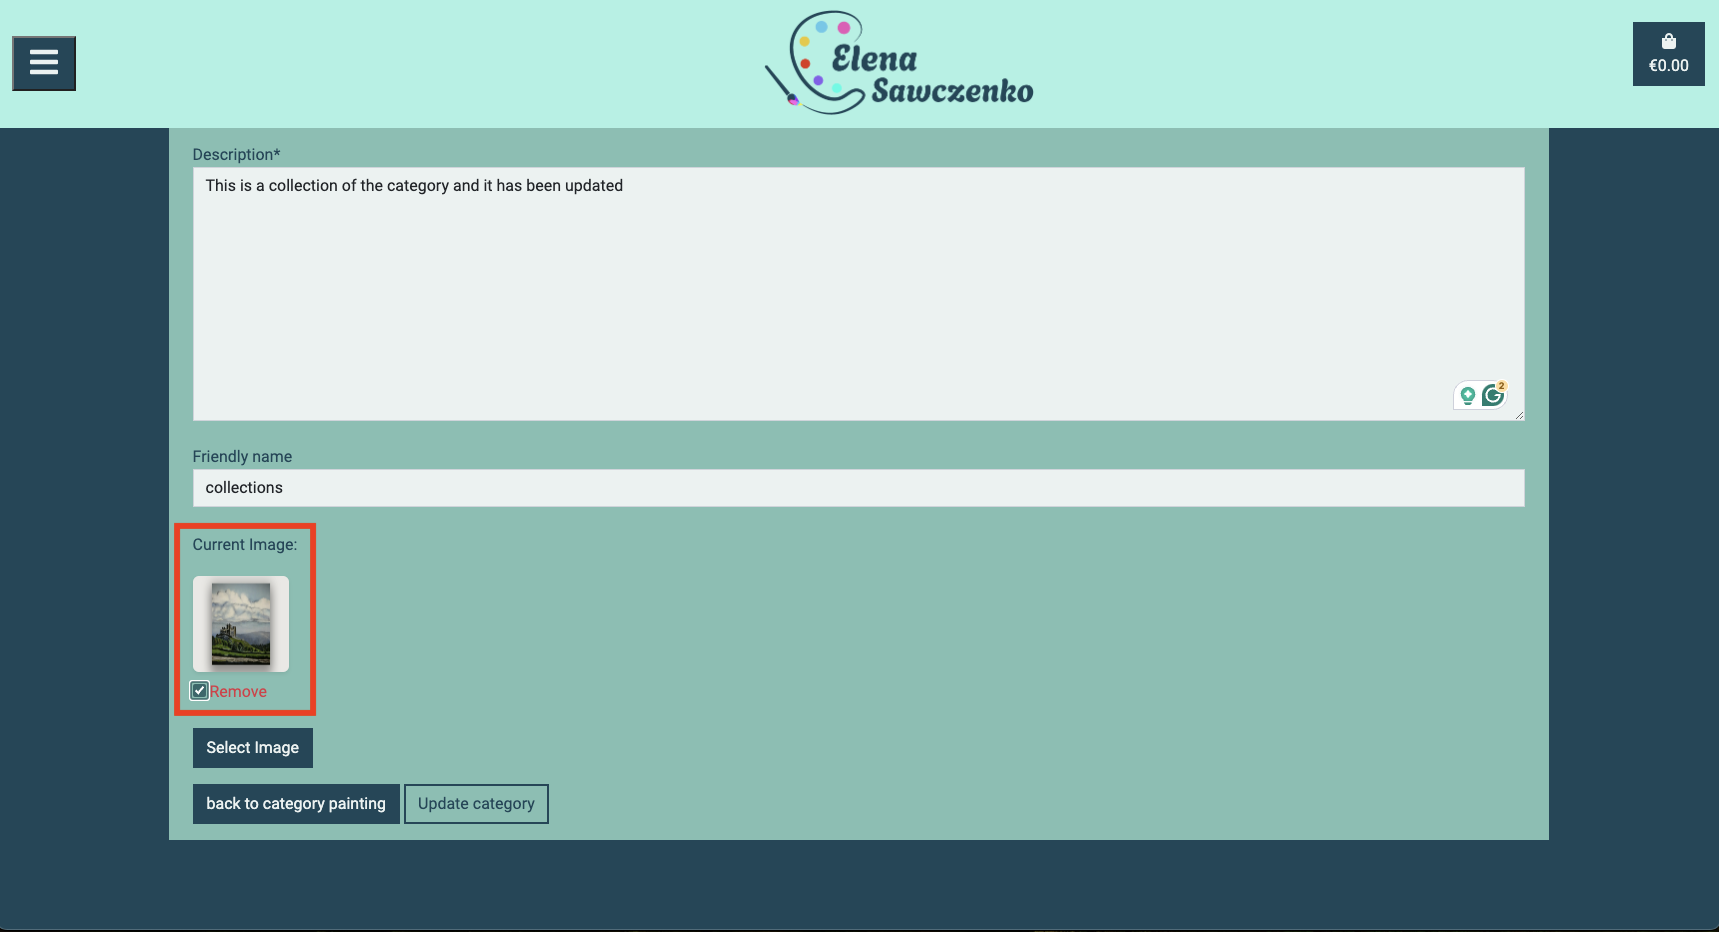 Elena
Sawczenko
€0.00
Description*
This is a collection of the category and it has been updated
2
Friendly name
collections
Current Image:
Remove
Select Image
back to category painting
Update category